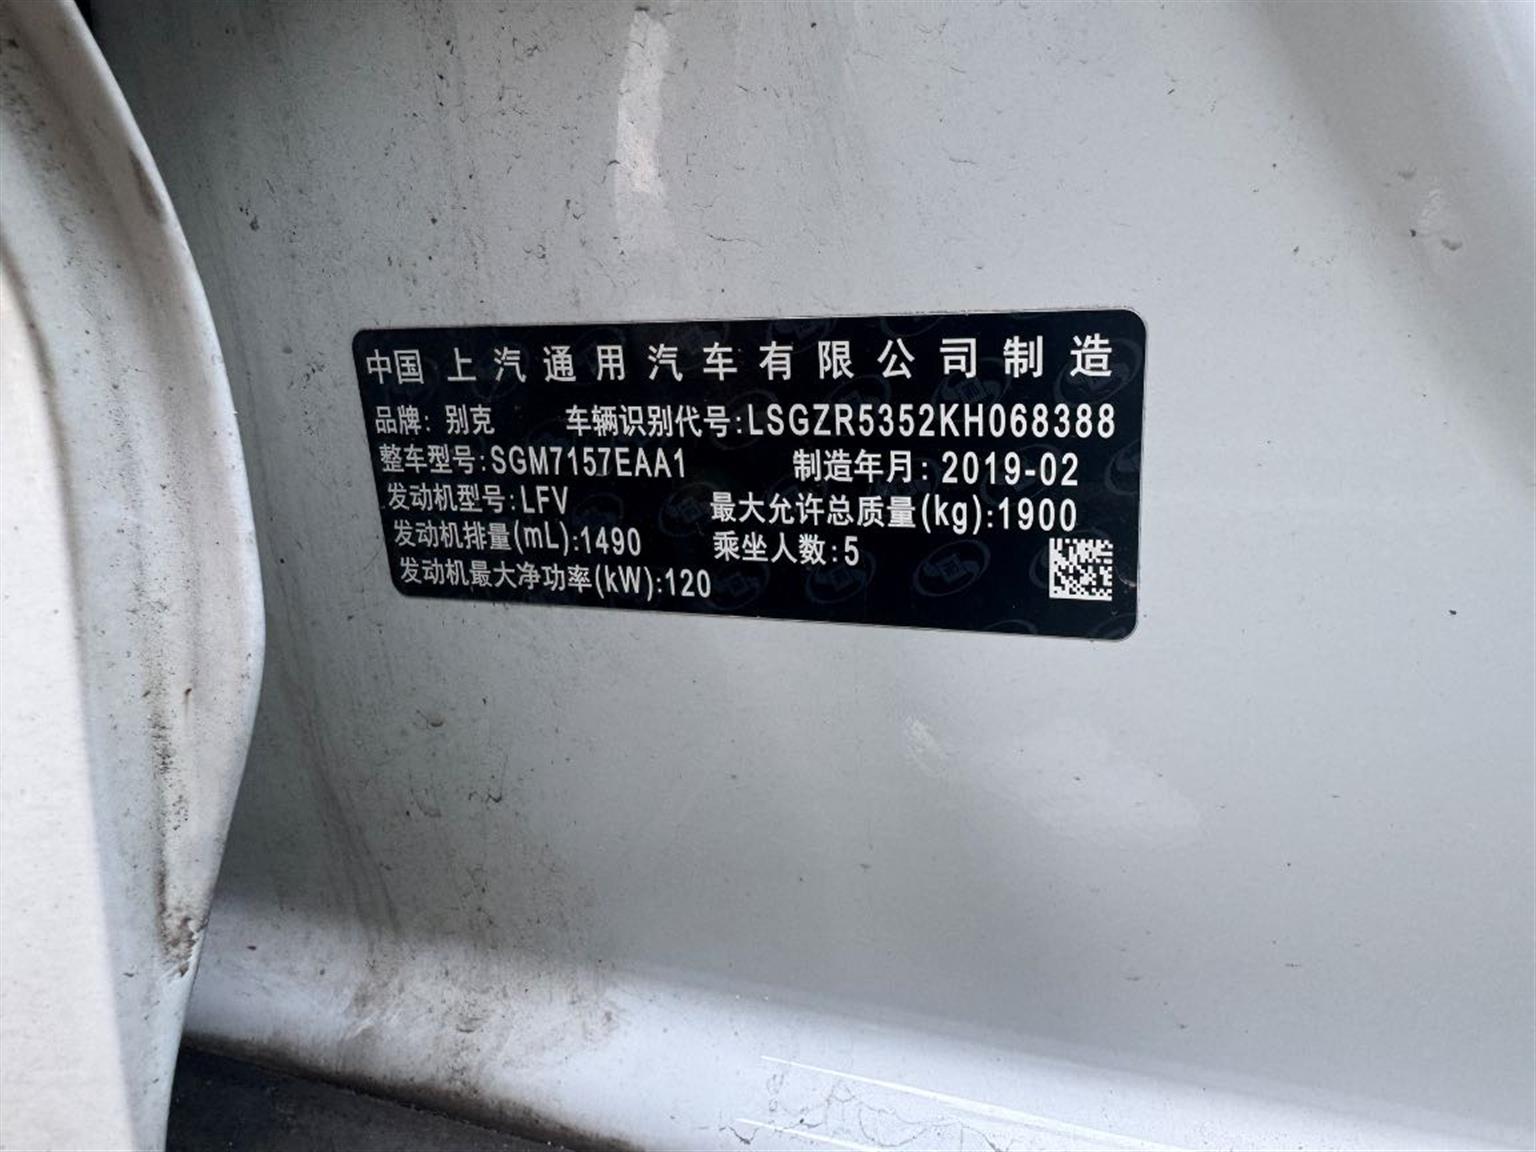 中国 上汽通用汽车有限公司制造
品牌: 别克 车辆识别代号:LSGZR5352KH068388
整车型号:SGM7157EAA1 制造年月: 2019-02
发动机型号:LFV 最大允许总质量(kg):1900
发动机排量(mL):1490 乘坐人数:5
发动机最大净功率(kW):120